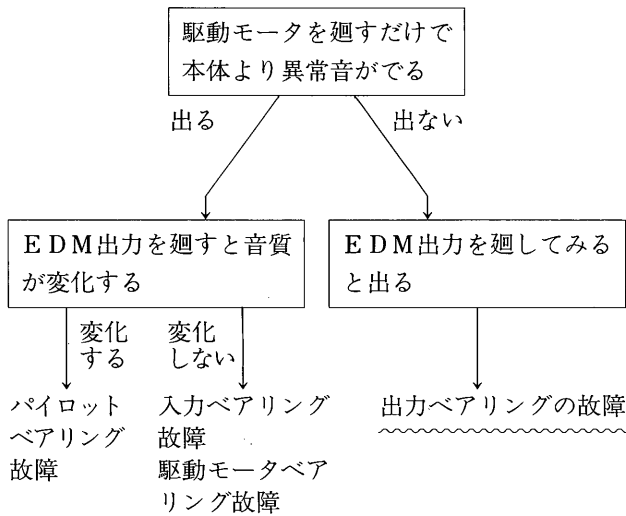 駆動モータを廻すだけで
本体より異常音がでる
出る
出ない
EDM出力を廻すと音質
が変化する
EDM出力を廻してみる
と出る
変化
する
変化
しない
パイロット
ベアリング
故障
入力ベアリング
故障
駆動モータベア
リング故障
出力ベアリングの故障